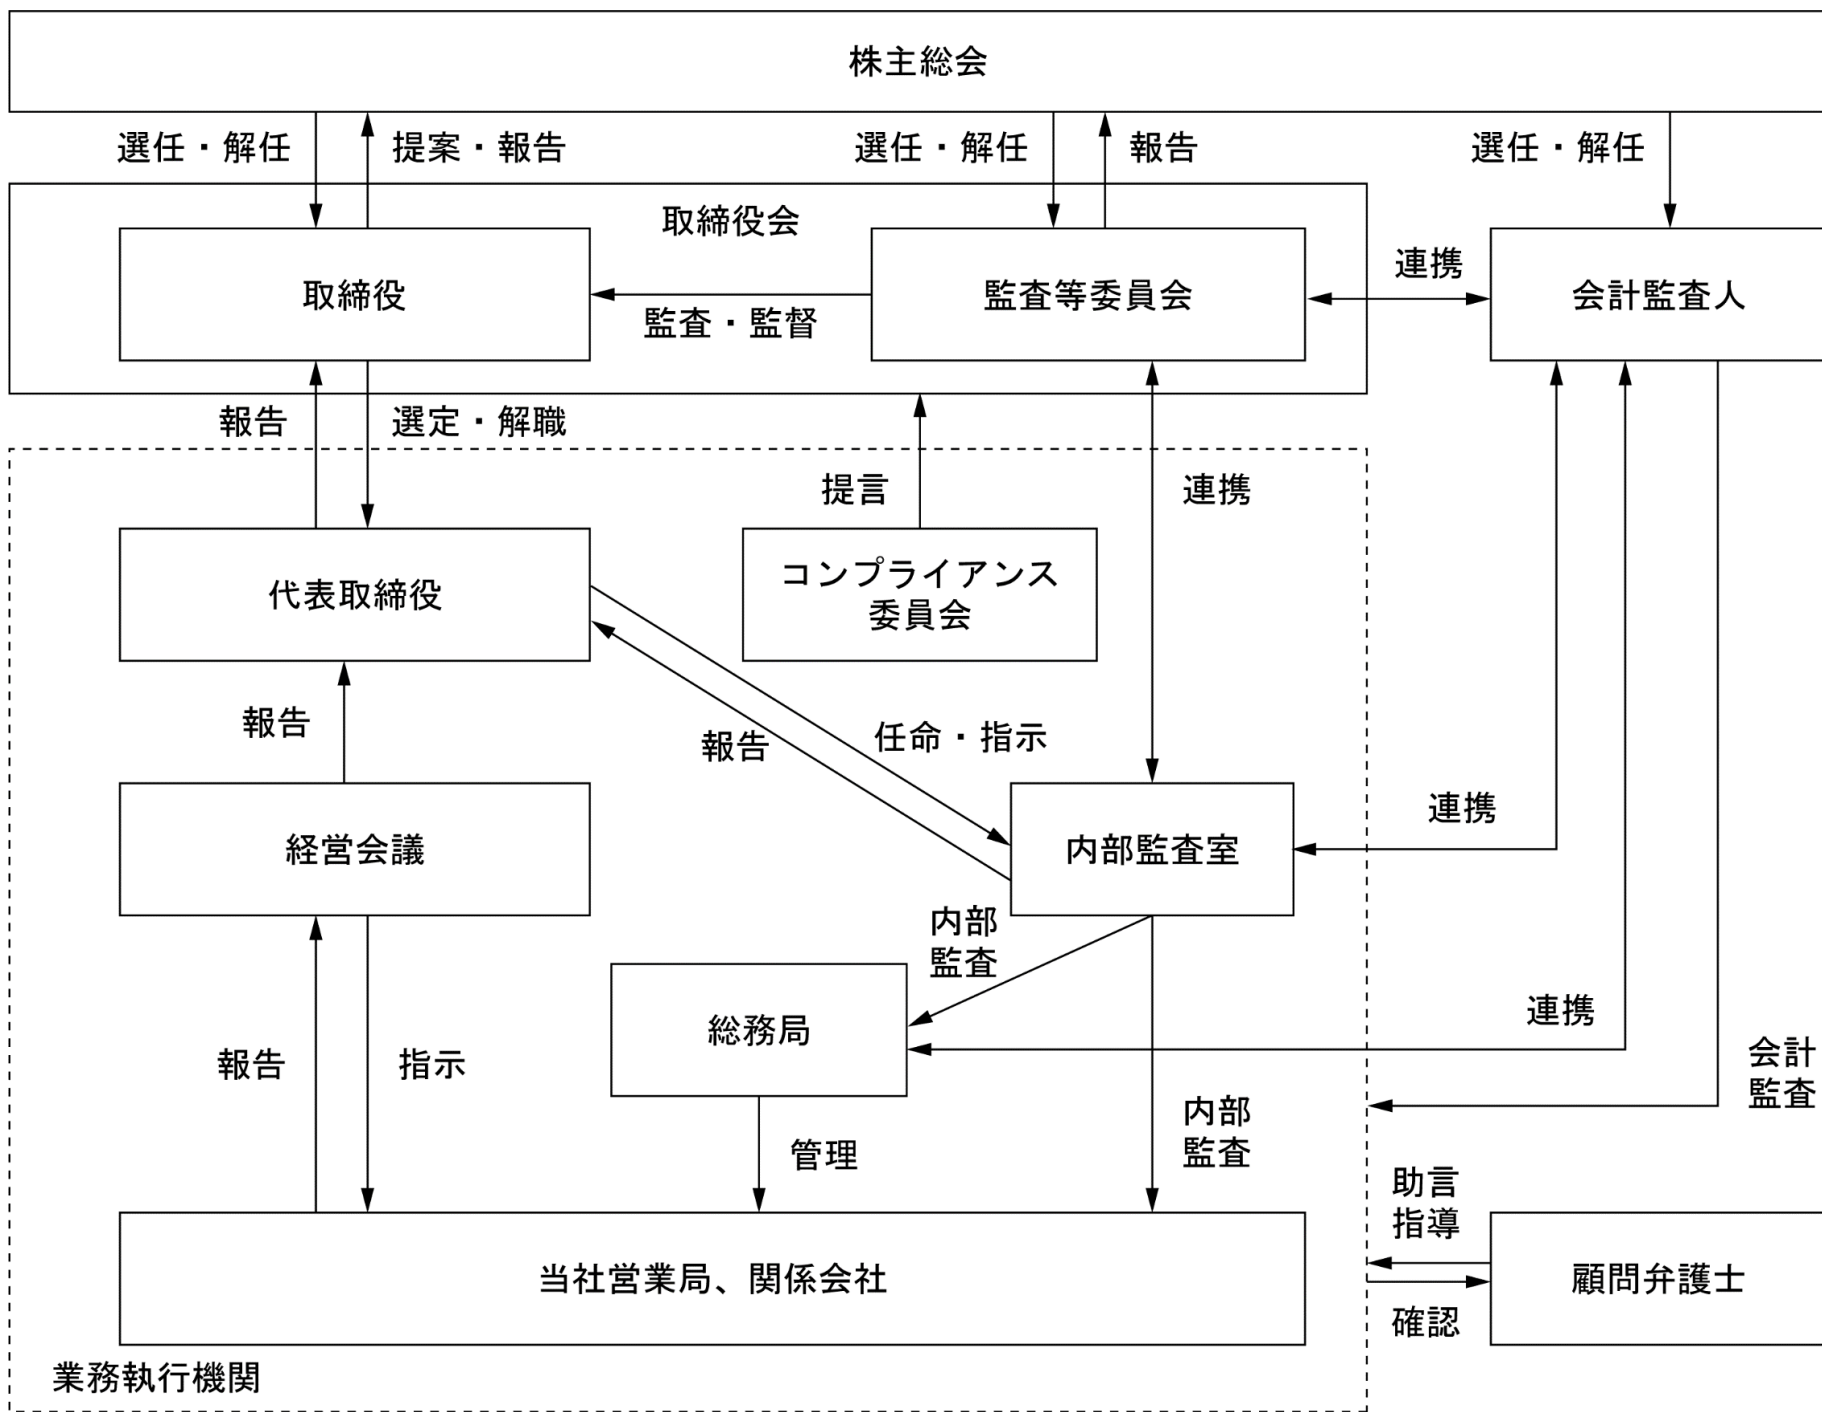 株主総会
選任・解任
提案・報告
選任・解任
報告
選任・解任
取締役会
取締役
監査・監督
監査等委員会
連携
会計監査人
報告
選定・解職
提言
連携
代表取締役
コンプライアンス
委員会
報告
報告
任命・指示
経営会議
内部監査室
連携
内部
監査
総務局
連携
報告
指示
会計
監査
管理
内部
監査
助言
指導
当社営業局、関係会社
顧問弁護士
確認
業務執行機関